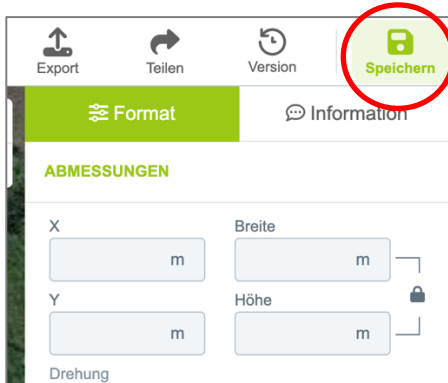 Export Teilen Version Speichern
Format Information
ABMESSUNGEN
X Breite
m m
Y Höhe
m m
Drehung